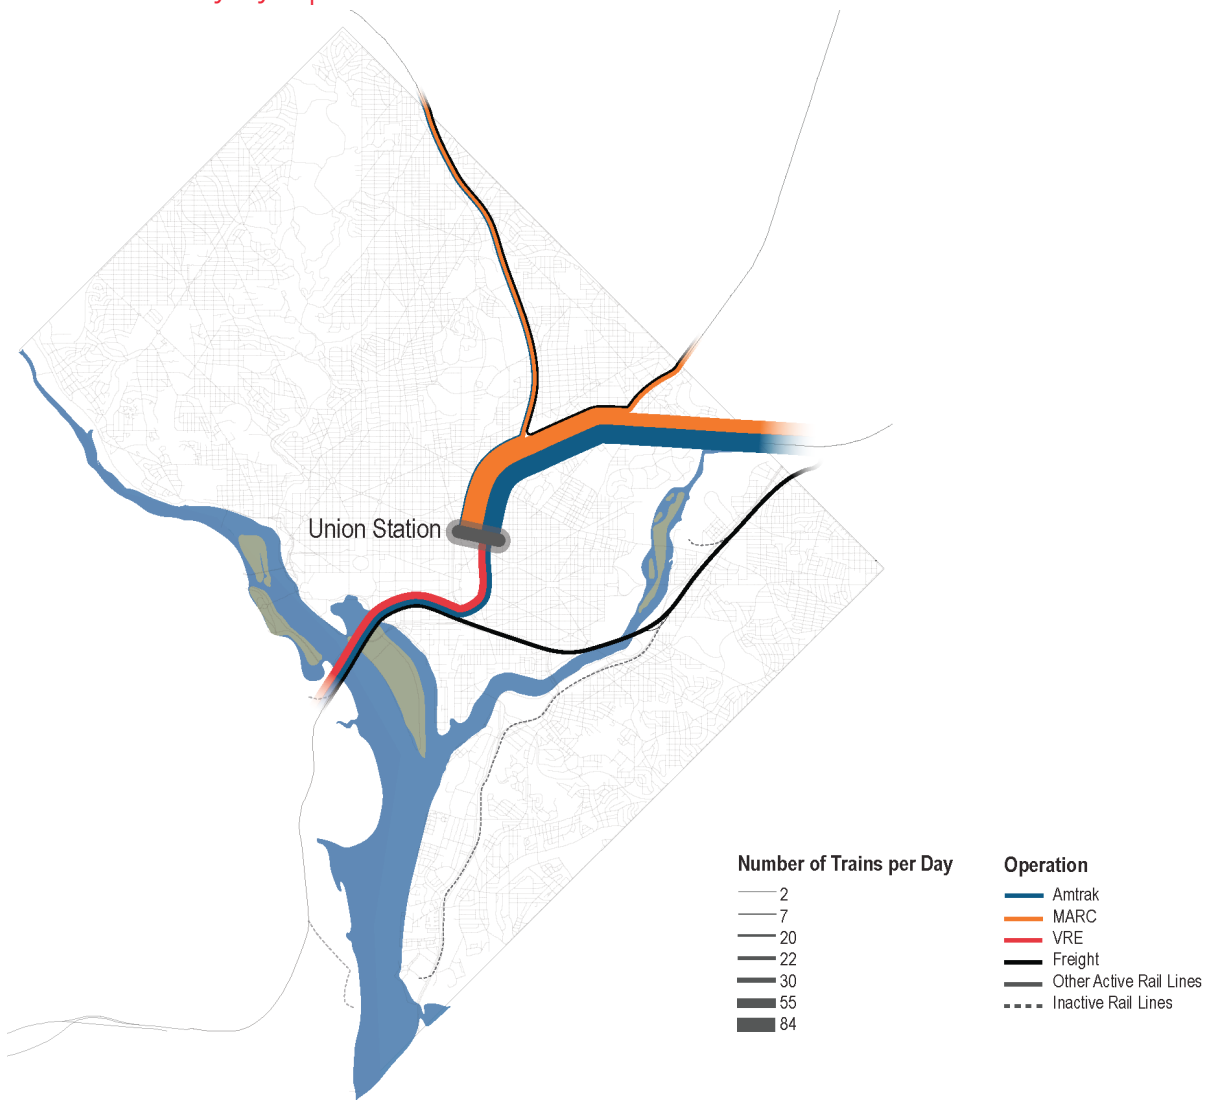 Union Station
Number of Trains per Day
2
7
20
22
30
55
84
Operation
Amtrak
MARC
VRE
Freight
Other Active Rail Lines
Inactive Rail Lines